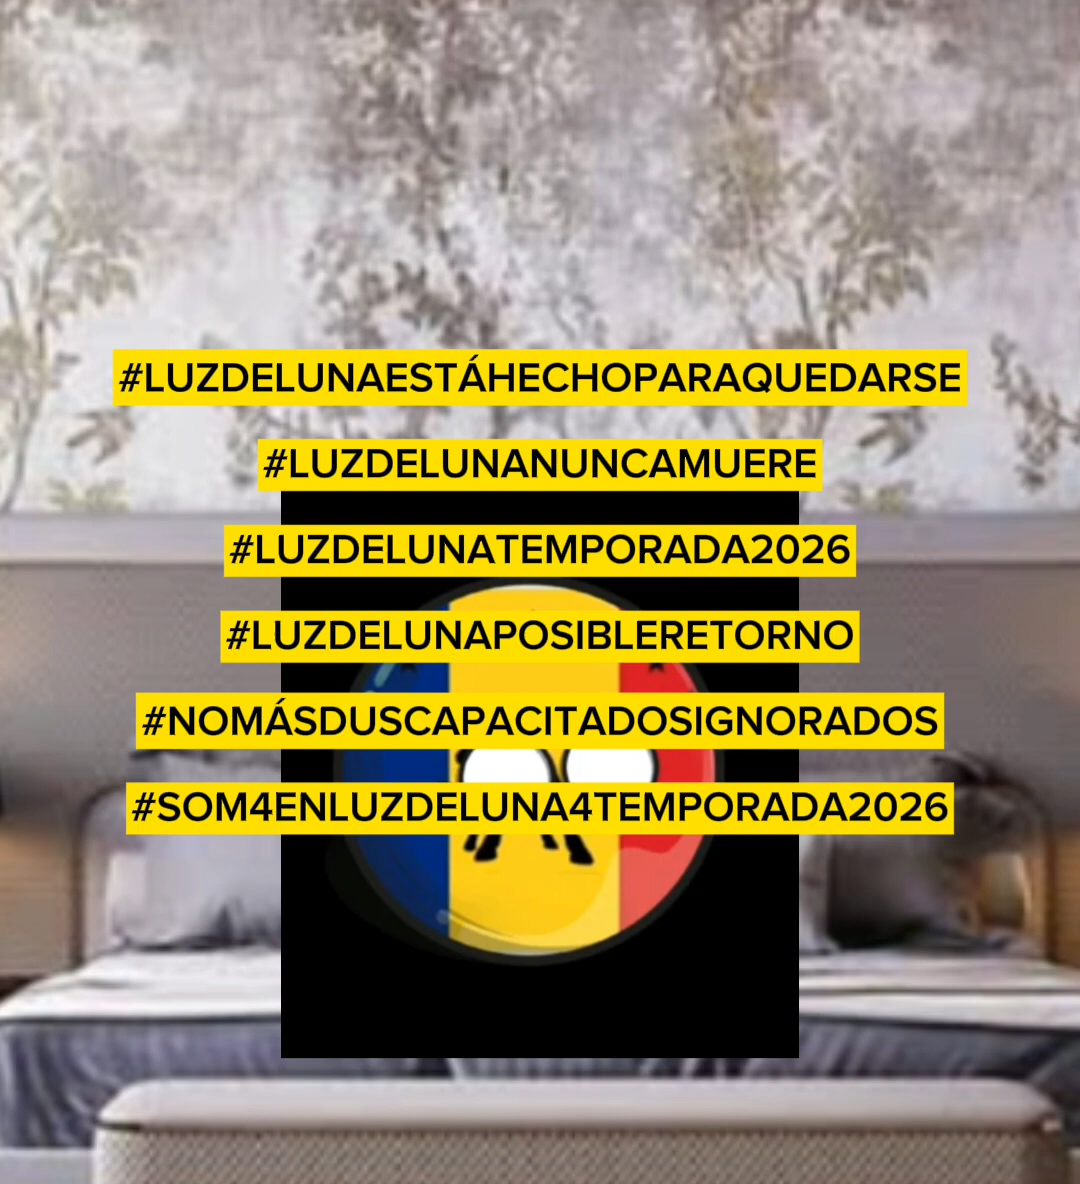 #LUZDELUNAESTÁHECHOPARAQUEDARSE
#LUZDELUNANUNCAMUERE
#LUZDELUNATEMPORADA2026
#LUZDELUNAPOSIBLERETORNO
#NOMÁSDUSCAPACITADOSIGNORADOS
#SOM4ENLUZDELUNA4TEMPORADA2026